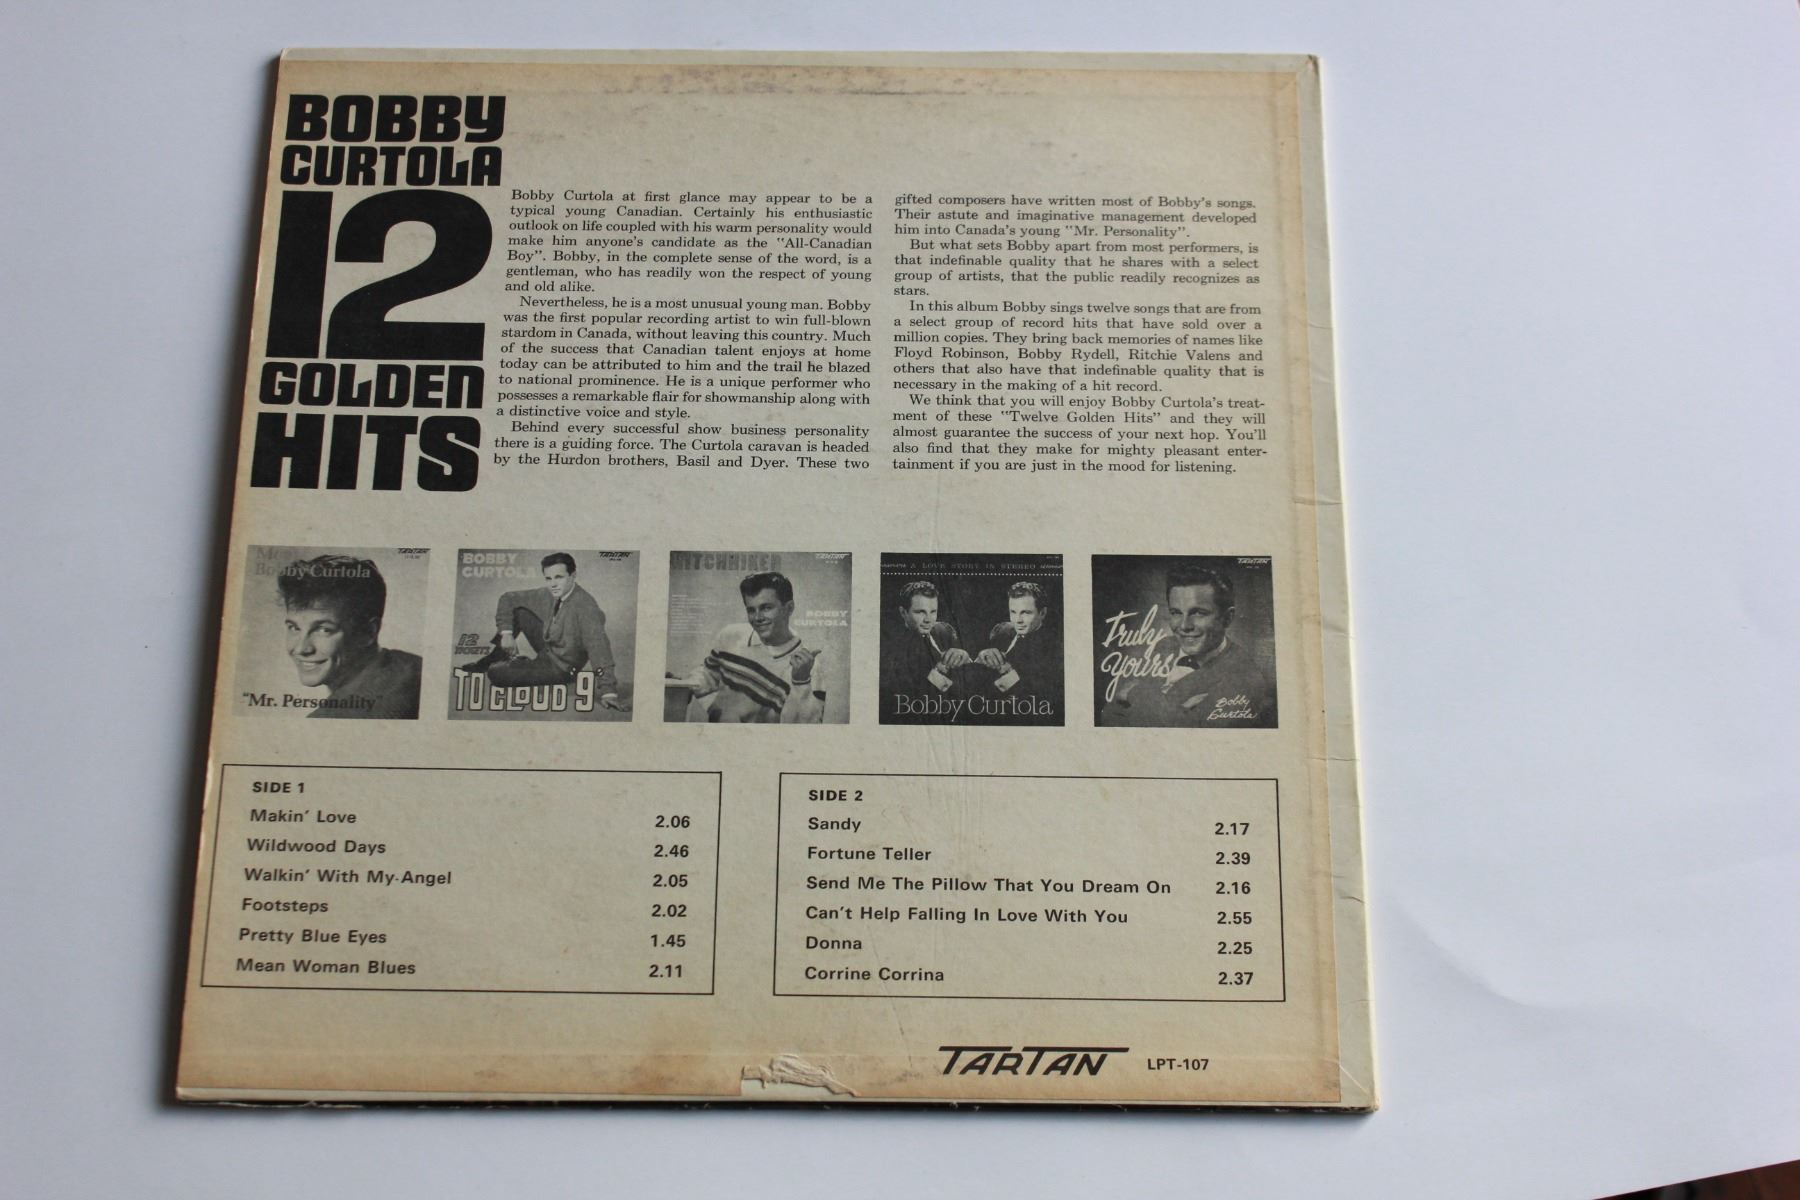 BOBBY
CURTOLA
12
GOLDEN
HITS
Bobby Curtola at first glance may appear to be a
typical young Canadian. Certainly his enthusiastic
outlook on life coupled with his warm personality would
make him anyone's candidate as the "All-Canadian
Boy". Bobby, in the complete sense of the word, is a
gentleman, who has readily won the respect of young
and old alike.
Nevertheless, he is a most unusual young man. Bobby
was the first popular recording artist to win full-blown
stardom in Canada, without leaving this country. Much
of the success that Canadian talent enjoys at home
today can be attributed to him and the trail he blazed
to national prominence. He is a unique performer who
possesses a remarkable flair for showmanship along with
a distinctive voice and style.
Behind every successful show business personality
there is a guiding force. The Curtola caravan is headed
by the Hurdon brothers, Basil and Dyer. These two
gifted composers have written most of Bobby's songs.
Their astute and imaginative management developed
him into Canada's young "Mr. Personality".
But what sets Bobby apart from most performers, is
that indefinable quality that he shares with a select
group of artists, that the public readily recognizes as
stars.
In this album Bobby sings twelve songs that are from
a select group of record hits that have sold over a
million copies. They bring back memories of names like
Floyd Robinson, Bobby Rydell, Ritchie Valens and
others that also have that indefinable quality that is
necessary in the making of a hit record.
We think that you will enjoy Bobby Curtola's treat-
ment of these "Twelve Golden Hits" and they will
almost guarantee the success of your next hop. You'll
also find that they make for mighty pleasant enter-
tainment if you are just in the mood for listening.
Bobby Curtola
"Mr. Personality"
TARTAN
BOBBY
CURTOLA
TARTAN
12
TICKETS
TO CLOUD "9"
HITCHHIKER
TARTAN
BOBBY
CURTOLA
A LOVE STORY IN STEREO
Bobby Curtola
TARTAN
Truly
Yours
Bobby
Curtola
SIDE 1
Makin' Love 2.06
Wildwood Days 2.46
Walkin' With My Angel 2.05
Footsteps 2.02
Pretty Blue Eyes 1.45
Mean Woman Blues 2.11
SIDE 2
Sandy 2.17
Fortune Teller 2.39
Send Me The Pillow That You Dream On 2.16
Can't Help Falling In Love With You 2.55
Donna 2.25
Corrine Corrina 2.37
TARTAN LPT-107